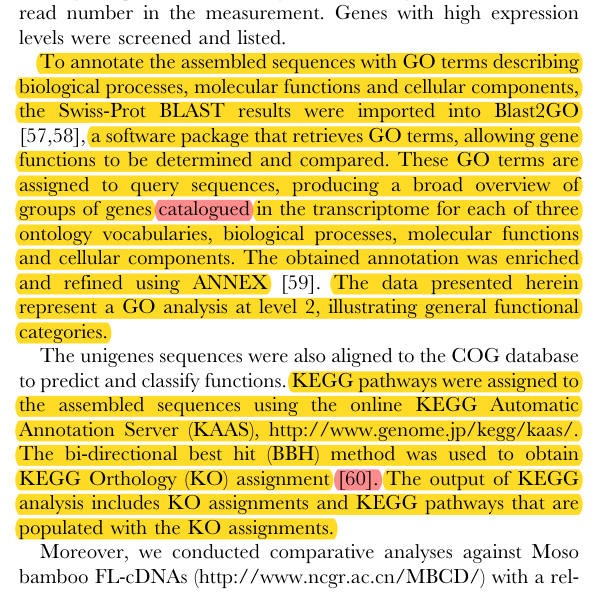 read number in the measurement. Genes with high expression
levels were screened and listed.
To annotate the assembled sequences with GO terms describing
biological processes, molecular functions and cellular components,
the Swiss-Prot BLAST results were imported into Blast2GO
[57,58], a software package that retrieves GO terms, allowing gene
functions to be determined and compared. These GO terms are
assigned to query sequences, producing a broad overview of
groups of genes catalogued in the transcriptome for each of three
ontology vocabularies, biological processes, molecular functions
and cellular components. The obtained annotation was enriched
and refined using ANNEX [59]. The data presented herein
represent a GO analysis at level 2, illustrating general functional
categories.
The unigenes sequences were also aligned to the COG database
to predict and classify functions. KEGG pathways were assigned to
the assembled sequences using the online KEGG Automatic
Annotation Server (KAAS), http://www.genome.jp/kegg/kaas/.
The bi-directional best hit (BBH) method was used to obtain
KEGG Orthology (KO) assignment [60]. The output of KEGG
analysis includes KO assignments and KEGG pathways that are
populated with the KO assignments.
Moreover, we conducted comparative analyses against Moso
bamboo FL-cDNAs (http://www.ncgr.ac.cn/MBCD/) with a rel-